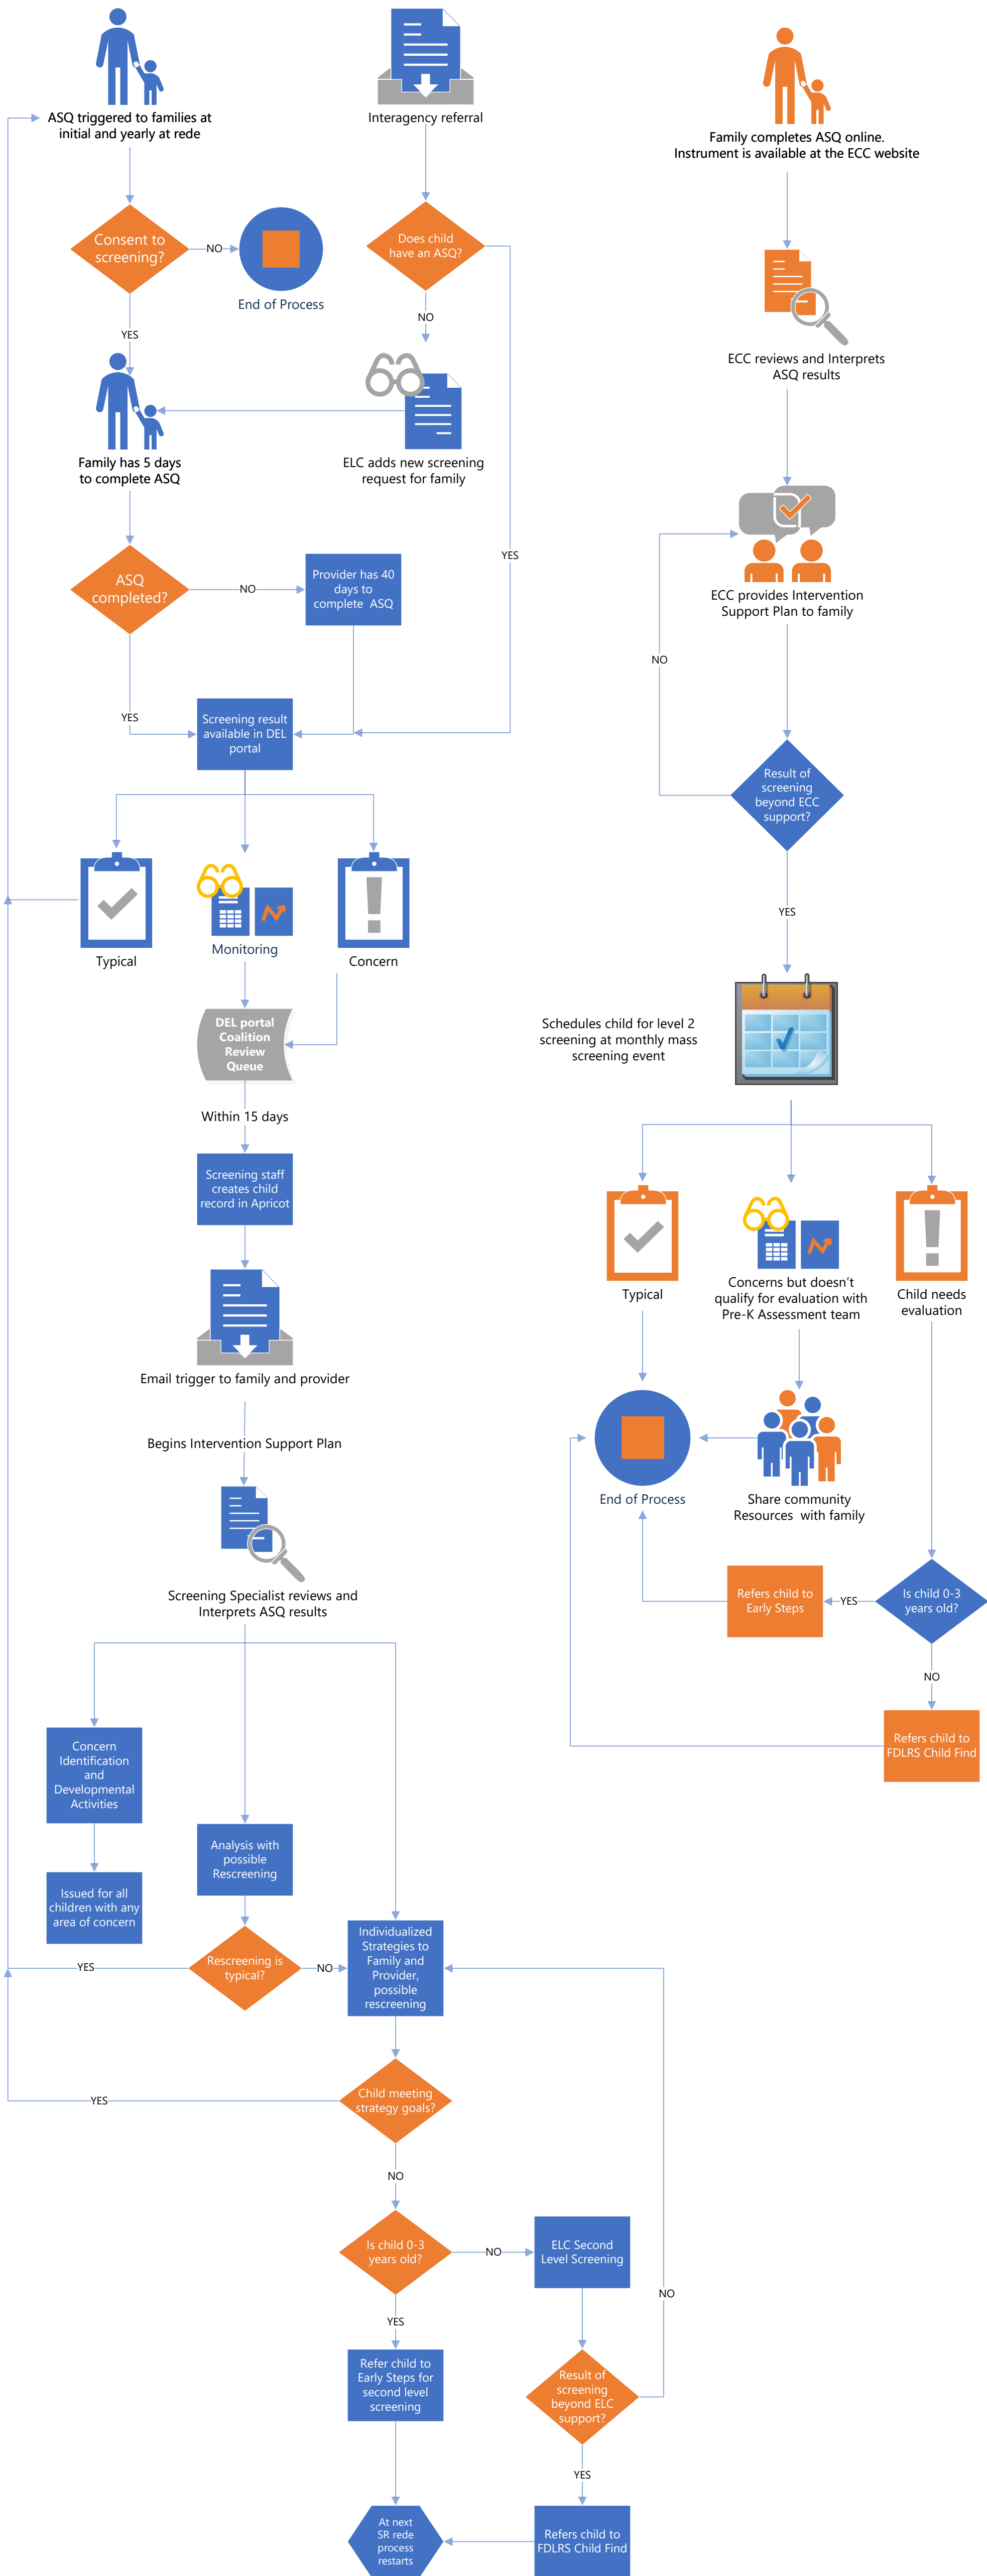 ASQ triggered to families at
initial and yearly at rede
Interagency referral
Family completes ASQ online.
Instrument is available at the ECC website
Consent to
screening?
NO
End of Process
Does child
have an ASQ?
YES
NO
ECC reviews and Interprets
ASQ results
Family has 5 days
to complete ASQ
ELC adds new screening
request for family
YES
ASQ
completed?
NO
Provider has 40
days to
complete ASQ
ECC provides Intervention
Support Plan to family
NO
YES
Screening result
available in DEL
portal
Result of
screening
beyond ECC
support?
YES
Typical
Monitoring
Concern
DEL portal
Coalition
Review
Queue
Schedules child for level 2
screening at monthly mass
screening event
Within 15 days
Screening staff
creates child
record in Apricot
Typical
Concerns but doesn't
qualify for evaluation with
Pre-K Assessment team
Child needs
evaluation
Email trigger to family and provider
Begins Intervention Support Plan
End of Process
Share community
Resources with family
Screening Specialist reviews and
Interprets ASQ results
Refers child to
Early Steps
YES
Is child 0-3
years old?
NO
Refers child to
FDLRS Child Find
Concern
Identification
and
Developmental
Activities
Analysis with
possible
Rescreening
Issued for all
children with any
area of concern
Individualized
Strategies to
Family and
Provider,
possible
rescreening
YES
Rescreening is
typical?
NO
YES
Child meeting
strategy goals?
NO
Is child 0-3
years old?
NO
ELC Second
Level Screening
NO
YES
Refer child to
Early Steps for
second level
screening
Result of
screening
beyond ELC
support?
YES
At next
SR rede
process
restarts
Refers child to
FDLRS Child Find